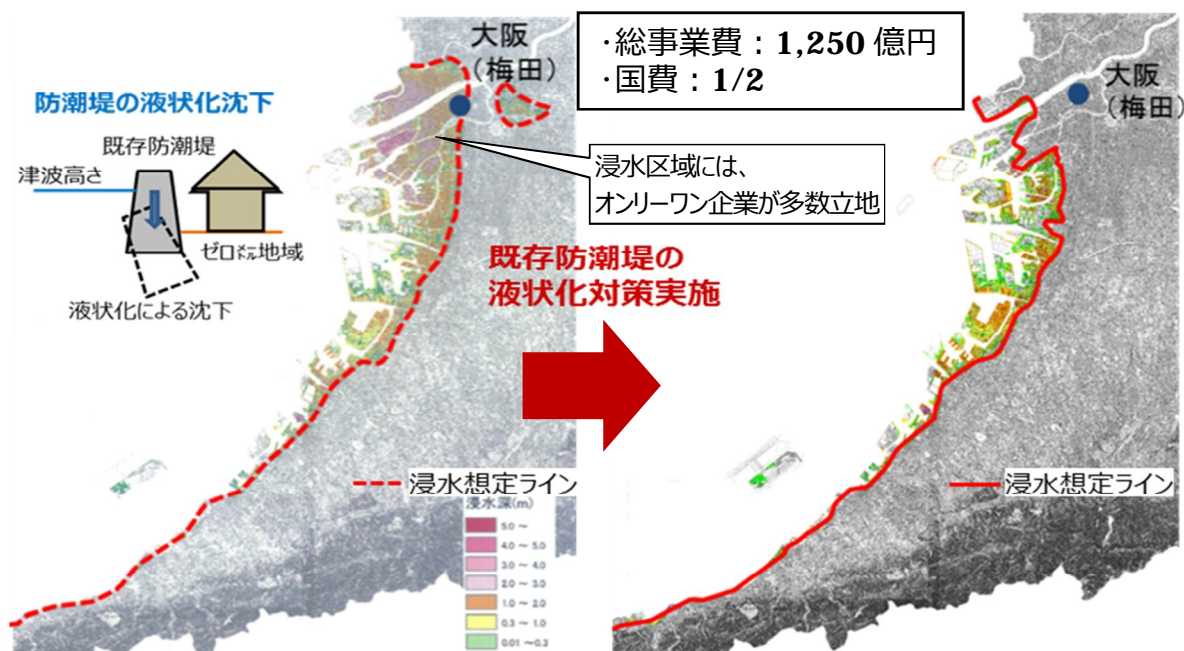 ・総事業費：1,250 億円
・国費：1/2
大阪
（梅田）
防潮堤の液状化沈下
既存防潮堤
津波高さ
ゼロメートル地域
液状化による沈下
浸水区域には、
オンリーワン企業が多数立地
既存防潮堤の
液状化対策実施
浸水想定ライン
浸水深(m)
5.0 ～
4.0 ～ 5.0
3.0 ～ 4.0
2.0 ～ 3.0
1.0 ～ 2.0
0.3 ～ 1.0
0.01 ～0.3
大阪
（梅田）
浸水想定ライン